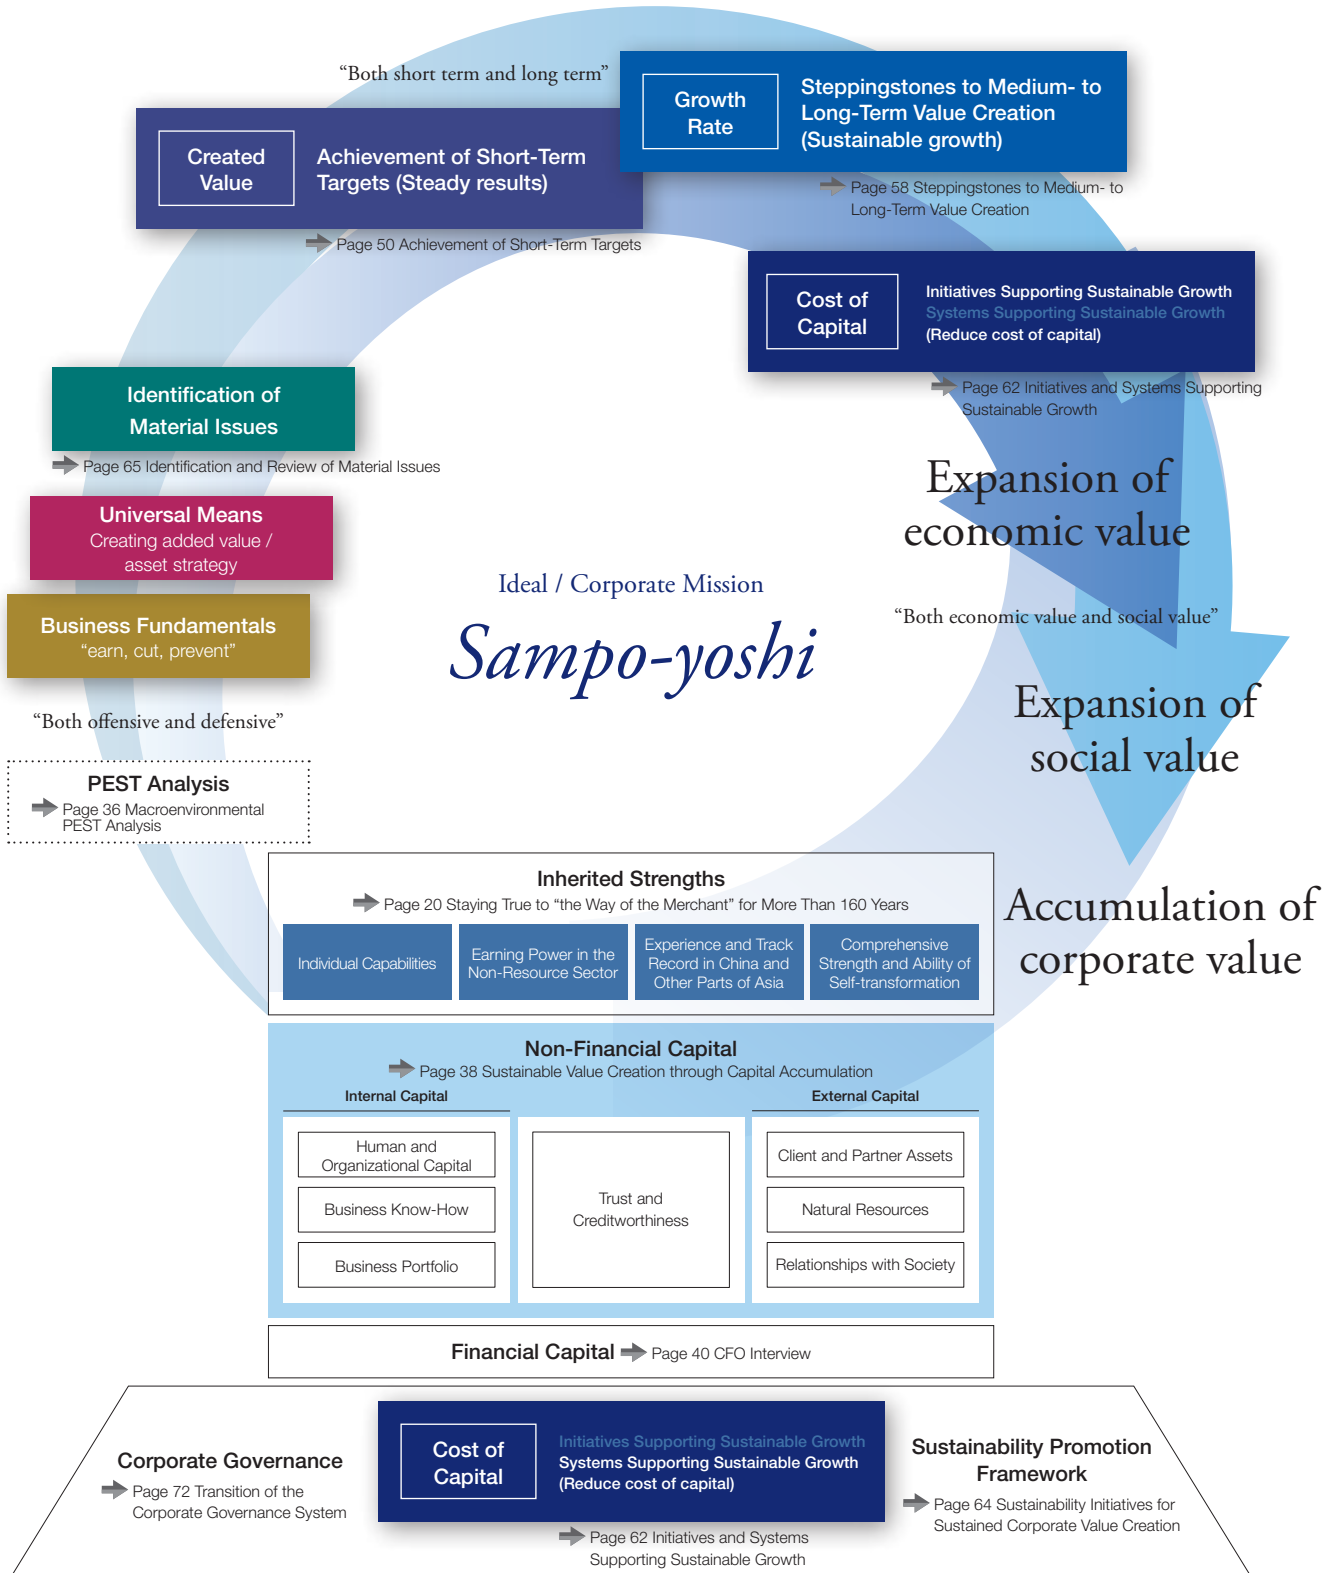 “Both short term and long term”
Growth
Rate
Steppingstones to Medium- to
Long-Term Value Creation
(Sustainable growth)
Page 58 Steppingstones to Medium- to
Long-Term Value Creation
Created
Value
Achievement of Short-Term
Targets (Steady results)
Page 50 Achievement of Short-Term Targets
Cost of
Capital
Initiatives Supporting Sustainable Growth
Systems Supporting Sustainable Growth
(Reduce cost of capital)
Page 62 Initiatives and Systems Supporting
Sustainable Growth
Identification of
Material Issues
Page 65 Identification and Review of Material Issues
Universal Means
Creating added value /
asset strategy
Business Fundamentals
“earn, cut, prevent”
“Both offensive and defensive”
PEST Analysis
Page 36 Macroenvironmental
PEST Analysis
Ideal / Corporate Mission
Sampo-yoshi
Expansion of
economic value
“Both economic value and social value”
Expansion of
social value
Accumulation of
corporate value
Inherited Strengths
Page 20 Staying True to “the Way of the Merchant” for More Than 160 Years
Individual Capabilities
Earning Power in the
Non-Resource Sector
Experience and Track
Record in China and
Other Parts of Asia
Comprehensive
Strength and Ability of
Self-transformation
Non-Financial Capital
Page 38 Sustainable Value Creation through Capital Accumulation
Internal Capital
Human and
Organizational Capital
Business Know-How
Business Portfolio
Trust and
Creditworthiness
External Capital
Client and Partner Assets
Natural Resources
Relationships with Society
Financial Capital Page 40 CFO Interview
Corporate Governance
Page 72 Transition of the
Corporate Governance System
Cost of
Capital
Initiatives Supporting Sustainable Growth
Systems Supporting Sustainable Growth
(Reduce cost of capital)
Page 62 Initiatives and Systems
Supporting Sustainable Growth
Sustainability Promotion
Framework
Page 64 Sustainability Initiatives for
Sustained Corporate Value Creation